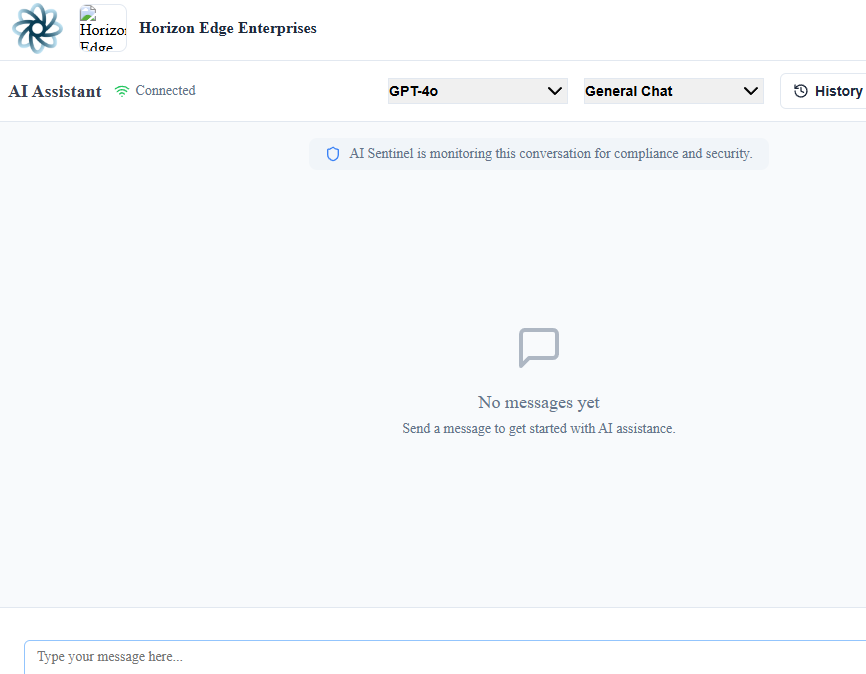 Horizo
Edge
Horizon Edge Enterprises
AI Assistant
Connected
GPT-4o
General Chat
History
AI Sentinel is monitoring this conversation for compliance and security.
No messages yet
Send a message to get started with AI assistance.
Type your message here...